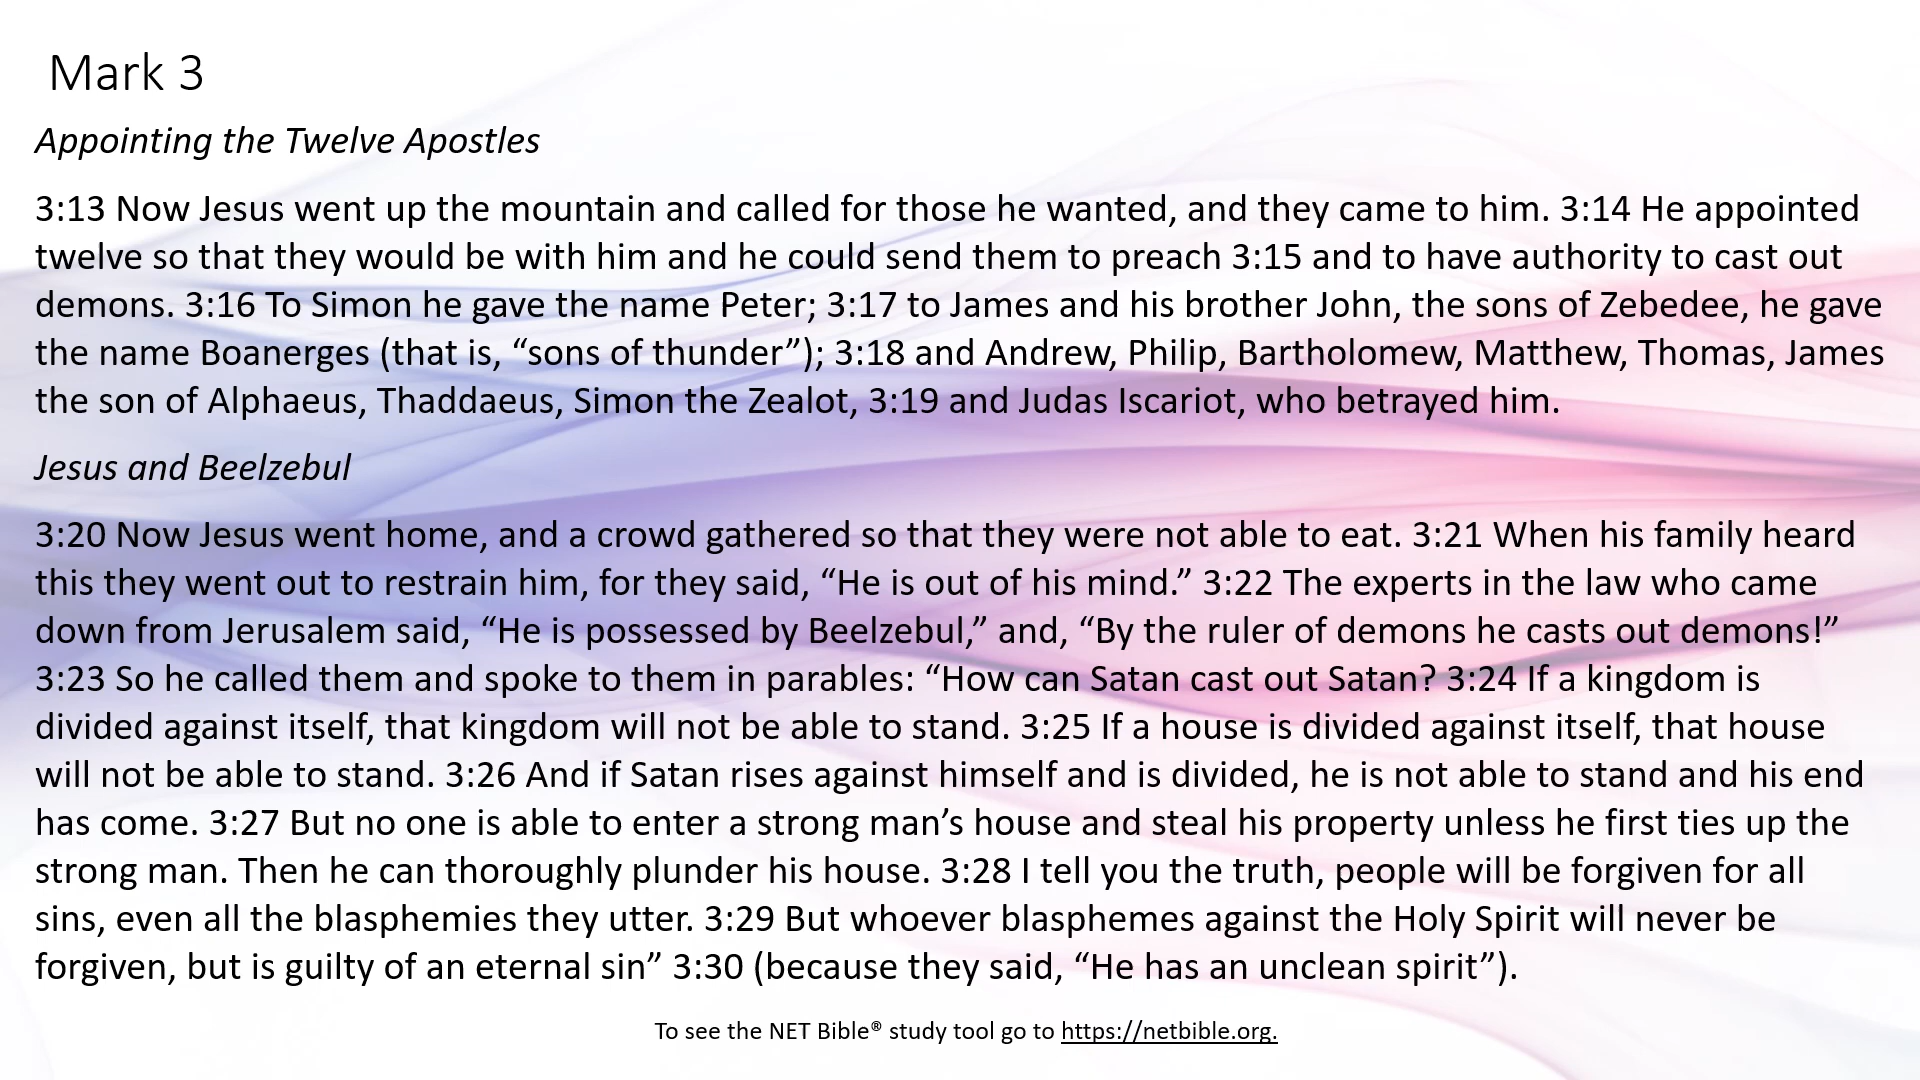 Mark 3
Appointing the Twelve Apostles
3:13 Now Jesus went up the mountain and called for those he wanted, and they came to him. 3:14 He appointed
twelve so that they would be with him and he could send them to preach 3:15 and to have authority to cast out
demons. 3:16 To Simon he gave the name Peter; 3:17 to James and his brother John, the sons of Zebedee, he gave
the name Boanerges (that is, “sons of thunder”); 3:18 and Andrew, Philip, Bartholomew, Matthew, Thomas, James
the son of Alphaeus, Thaddaeus, Simon the Zealot, 3:19 and Judas Iscariot, who betrayed him.
Jesus and Beelzebul
3:20 Now Jesus went home, and a crowd gathered so that they were not able to eat. 3:21 When his family heard
this they went out to restrain him, for they said, “He is out of his mind.” 3:22 The experts in the law who came
down from Jerusalem said, “He is possessed by Beelzebul,” and, “By the ruler of demons he casts out demons!”
3:23 So he called them and spoke to them in parables: “How can Satan cast out Satan? 3:24 If a kingdom is
divided against itself, that kingdom will not be able to stand. 3:25 If a house is divided against itself, that house
will not be able to stand. 3:26 And if Satan rises against himself and is divided, he is not able to stand and his end
has come. 3:27 But no one is able to enter a strong man’s house and steal his property unless he first ties up the
strong man. Then he can thoroughly plunder his house. 3:28 I tell you the truth, people will be forgiven for all
sins, even all the blasphemies they utter. 3:29 But whoever blasphemes against the Holy Spirit will never be
forgiven, but is guilty of an eternal sin” 3:30 (because they said, “He has an unclean spirit”).
To see the NET Bible® study tool go to https://netbible.org.